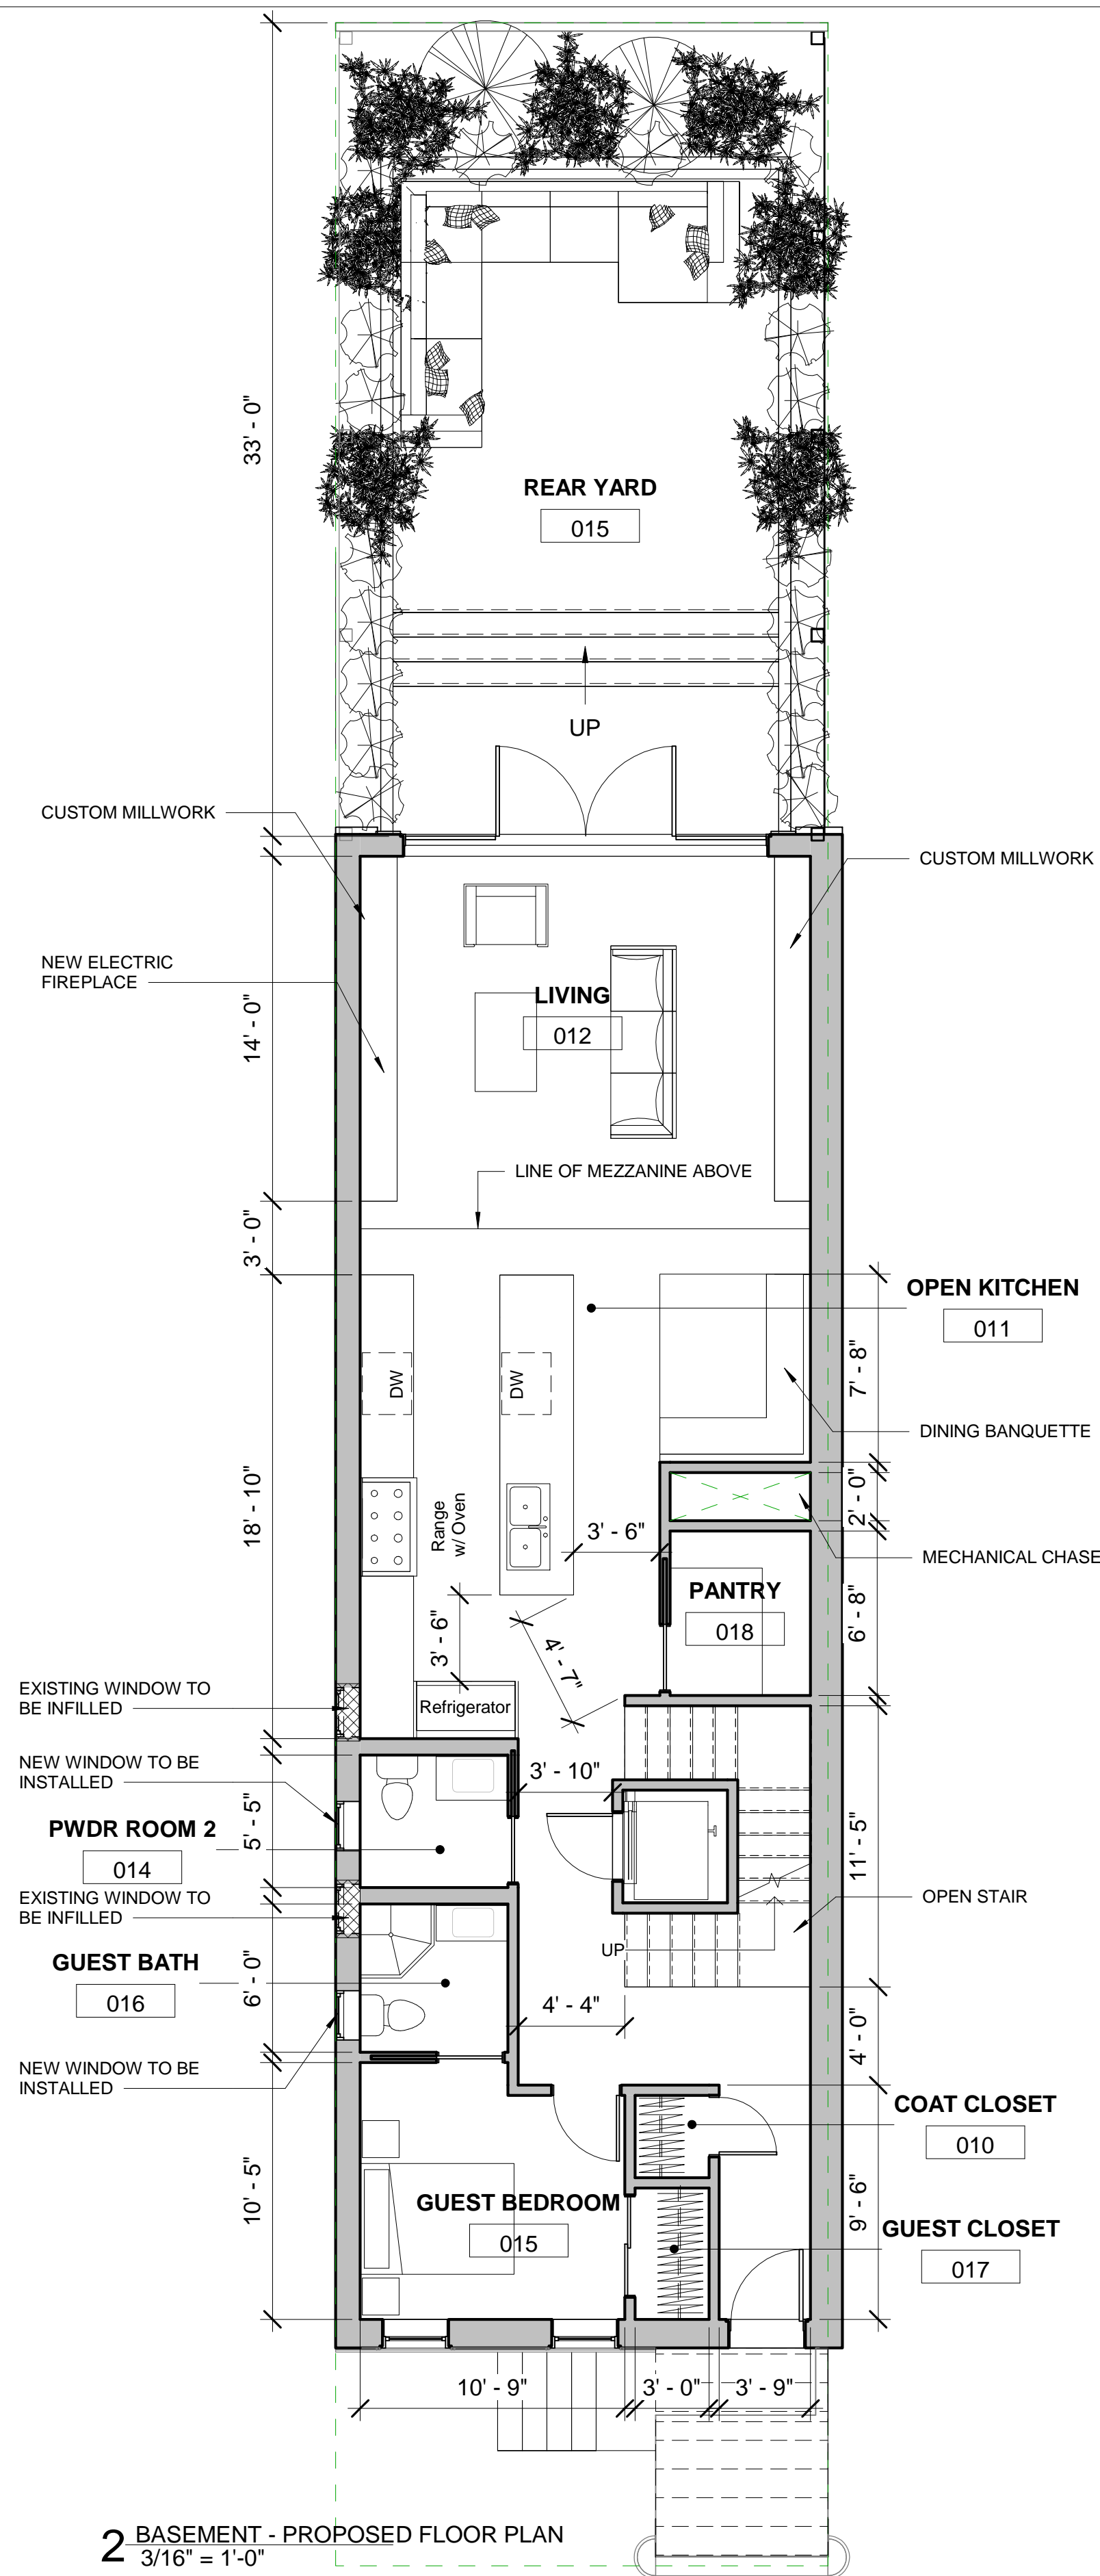 33' - 0"
REAR YARD
015
UP
CUSTOM MILLWORK
CUSTOM MILLWORK
NEW ELECTRIC
FIREPLACE
14' - 0"
LIVING
012
LINE OF MEZZANINE ABOVE
3' - 0"
OPEN KITCHEN
011
7' - 8"
DW
DW
DINING BANQUETTE
18' - 10"
2' - 0"
Range
w/ Oven
3' - 6"
MECHANICAL CHASE
PANTRY
018
6' - 8"
3' - 6"
4' - 7"
EXISTING WINDOW TO
BE INFILLED
Refrigerator
NEW WINDOW TO BE
INSTALLED
3' - 10"
PWDR ROOM 2
014
5' - 5"
11' - 5"
EXISTING WINDOW TO
BE INFILLED
OPEN STAIR
UP
GUEST BATH
016
6' - 0"
4' - 4"
4' - 0"
NEW WINDOW TO BE
INSTALLED
COAT CLOSET
010
10' - 5"
9' - 6"
GUEST BEDROOM
015
GUEST CLOSET
017
10' - 9"
3' - 0"
3' - 9"
2
BASEMENT - PROPOSED FLOOR PLAN
3/16" = 1'-0"